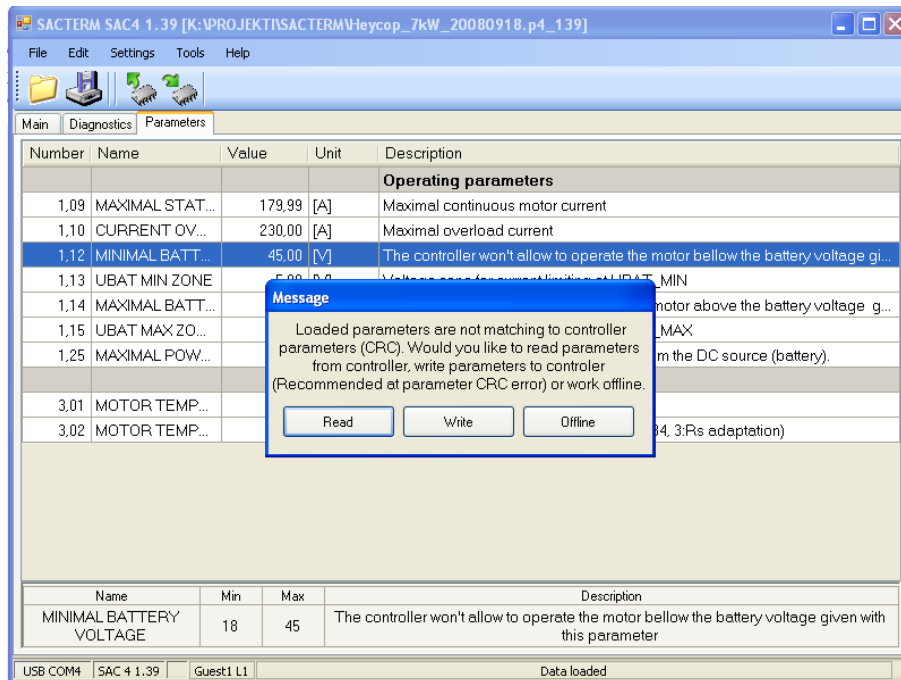 SACTERM SAC4 1.39 [K:\PROJEKTI\SACTERM\Heycop_7kW_20080918.p4_139]
File Edit Settings Tools Help
Main Diagnostics Parameters
Number Name Value Unit Description
Operating parameters
1,09 MAXIMAL STAT... 179,99 [A] Maximal continuous motor current
1,10 CURRENT OV... 230,00 [A] Maximal overload current
1,12 MINIMAL BATT... 45,00 [V] The controller won't allow to operate the motor bellow the battery voltage gi...
1,13 UBAT MIN ZONE _MIN
1,14 MAXIMAL BATT... motor above the battery voltage g...
1,15 UBAT MAX ZO... _MAX
1,25 MAXIMAL POW... m the DC source (battery).
3,01 MOTOR TEMP...
3,02 MOTOR TEMP... 34, 3:Rs adaptation)
Message
Loaded parameters are not matching to controller
parameters (CRC). Would you like to read parameters
from controller, write parameters to controler
(Recommended at parameter CRC error) or work offline.
Read Write Offline
Name Min Max Description
MINIMAL BATTERY
VOLTAGE 18 45 The controller won't allow to operate the motor bellow the battery voltage given with
this parameter
USB COM4 SAC 4 1.39 Guest1 L1 Data loaded